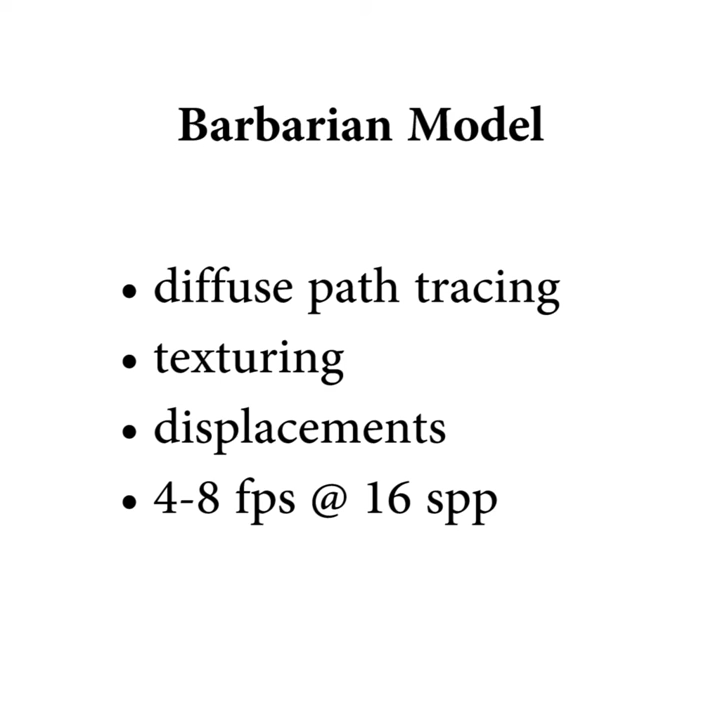 Barbarian Model
• diffuse path tracing
• texturing
• displacements
• 4-8 fps @ 16 spp